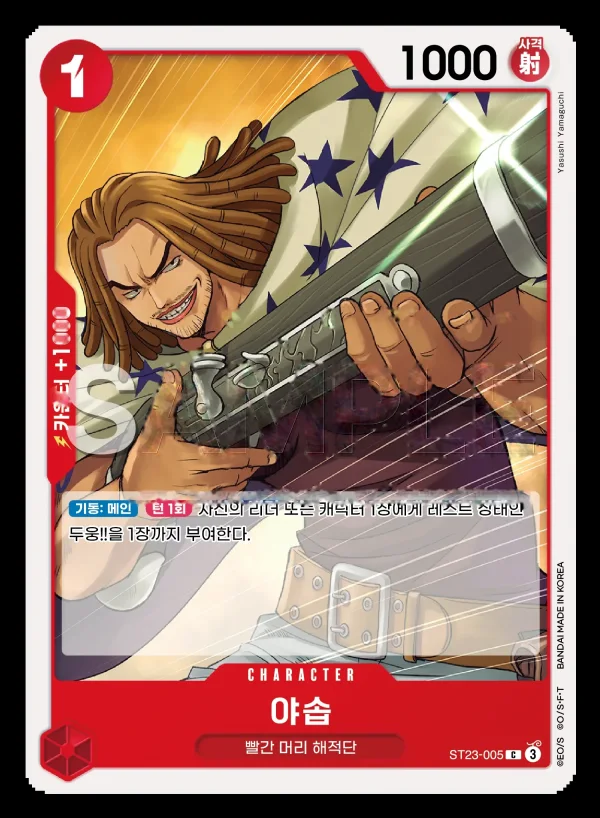 1
1000
사격
射
Yasushi Yamaguchi
카운터 +1000
SAMPLE
기동: 메인 턴 1회 자신의 리더 또는 캐릭터 1장에게 레스트 상태인
두웅!!을 1장까지 부여한다.
CHARACTER
야솝
빨간 머리 해적단
ST23-005 C 3
©EO/S ©O/S·F·T BANDAI MADE IN KOREA